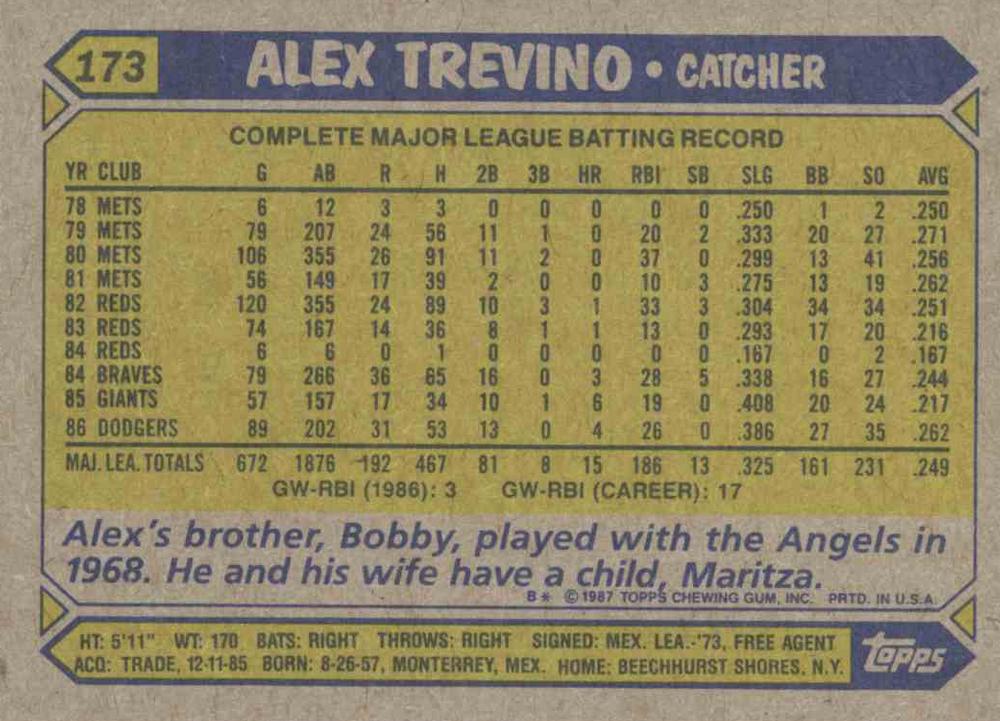 173 ALEX TREVINO • CATCHER
COMPLETE MAJOR LEAGUE BATTING RECORD
YR CLUB G AB R H 2B 3B HR RBI SB SLG BB SO AVG
78 METS 6 12 3 3 0 0 0 0 0 .250 1 2 .250
79 METS 79 207 24 56 11 1 0 20 2 .333 20 27 .271
80 METS 106 355 26 91 11 2 0 37 0 .299 13 41 .256
81 METS 56 149 17 39 2 0 0 10 3 .275 13 19 .262
82 REDS 120 355 24 89 10 3 1 33 3 .304 34 34 .251
83 REDS 74 167 14 36 8 1 1 13 0 .293 17 20 .216
84 REDS 6 6 0 1 0 0 0 0 0 .167 0 2 .167
84 BRAVES 79 266 36 65 16 0 3 28 5 .338 16 27 .244
85 GIANTS 57 157 17 34 10 1 6 19 0 .408 20 24 .217
86 DODGERS 89 202 31 53 13 0 4 26 0 .386 27 35 .262
MAJ. LEA. TOTALS 672 1876 192 467 81 8 15 186 13 .325 161 231 .249
GW-RBI (1986): 3 GW-RBI (CAREER): 17
Alex's brother, Bobby, played with the Angels in
1968. He and his wife have a child, Maritza.
B* © 1987 TOPPS CHEWING GUM, INC. PRTD. IN U.S.A.
HT: 5'11" WT: 170 BATS: RIGHT THROWS: RIGHT SIGNED: MEX. LEA.-'73, FREE AGENT
ACQ: TRADE, 12-11-85 BORN: 8-26-57, MONTERREY, MEX. HOME: BEECHHURST SHORES, N.Y.
Topps